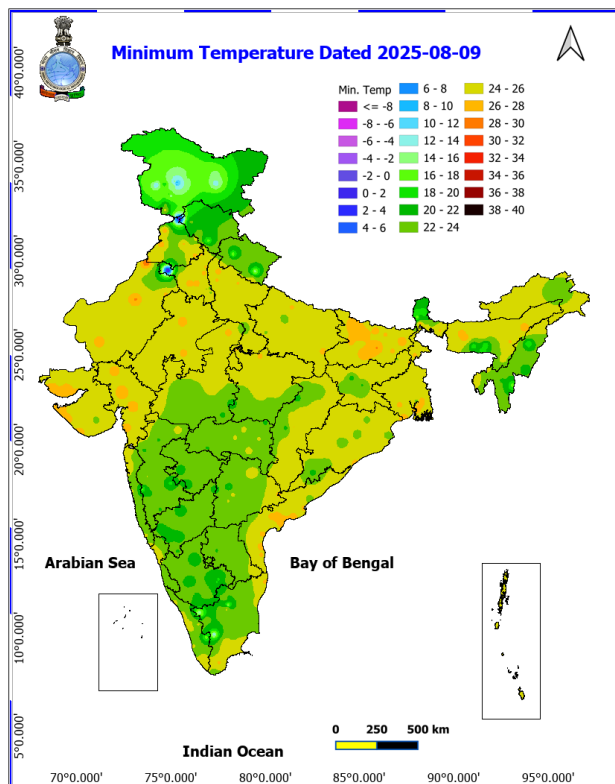 Minimum Temperature Dated 2025-08-09
Min. Temp
<= -8
-8 - -6
-6 - -4
-4 - -2
-2 - 0
0 - 2
2 - 4
4 - 6
6 - 8
8 - 10
10 - 12
12 - 14
14 - 16
16 - 18
18 - 20
20 - 22
22 - 24
24 - 26
26 - 28
28 - 30
30 - 32
32 - 34
34 - 36
36 - 38
38 - 40
40°0.000'
35°0.000'
30°0.000'
25°0.000'
20°0.000'
15°0.000'
10°0.000'
5°0.000'
Arabian Sea
Bay of Bengal
0 250 500 km
Indian Ocean
70°0.000' 75°0.000' 80°0.000' 85°0.000' 90°0.000' 95°0.000'